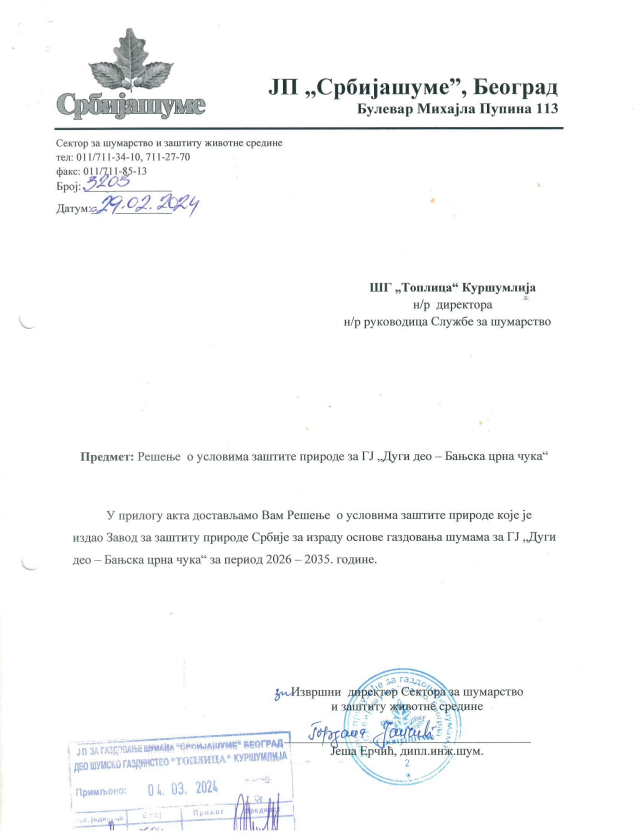 Србијашуме
ЈП „Србијашуме”, Београд
Булевар Михајла Пупина 113
Сектор за шумарство и заштиту животне средине
тел: 011/711-34-10, 711-27-70
факс: 011/711-85-13
Број: 3203
Датум: 29.02.2024
ШГ „Топлица“ Куршумлија
н/р директора
н/р руководица Службе за шумарство
Предмет: Решење о условима заштите природе за ГЈ „Дуги део – Бањска црна чука“
У прилогу акта достављамо Вам Решење о условима заштите природе које је
издао Завод за заштиту природе Србије за израду основе газдовања шумама за ГЈ „Дуги
део – Бањска црна чука“ за период 2026 – 2035. године.
Извршни директор Сектора за шумарство
и заштиту животне средине
Јеша Ерчић, дипл.инж.шум.
2
ЈП ЗА ГАЗДОВАЊЕ ШУМАМА "СРБИЈАШУМЕ" БЕОГРАД
ДЕО ШУМСКО ГАЗДИНСТВО "ТОПЛИЦА" КУРШУМЛИЈА
Примљено: 04. 03. 2024